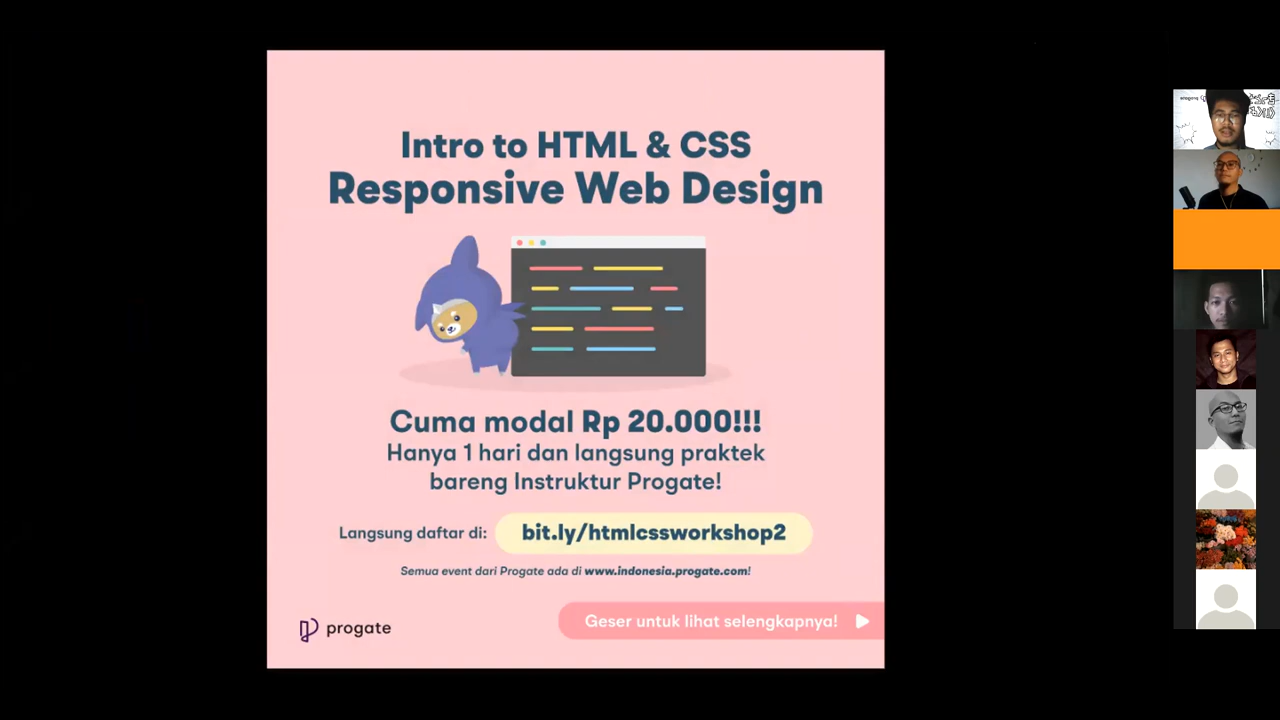 Intro to HTML & CSS
Responsive Web Design
Cuma modal Rp 20.000!!!
Hanya 1 hari dan langsung praktek
bareng Instruktur Progate!
Langsung daftar di: bit.ly/htmlcssworkshop2
Semua event dari Progate ada di www.indonesia.progate.com!
progate
Geser untuk lihat selengkapnya!